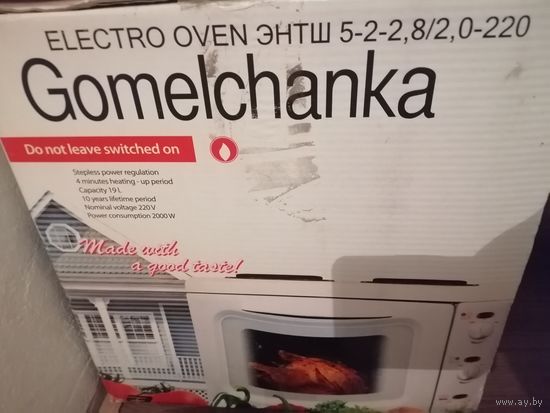 ELECTRO OVEN ЭНТШ 5-2-2,8/2,0-220
Gomelchanka
Do not leave switched on
Stepless power regulation
4 minutes heating - up period
Capacity 19 L
10 years lifetime period
Nominal voltage 220 V
Power consumption 2000 W
Made with
a good taste!
www.ay.by